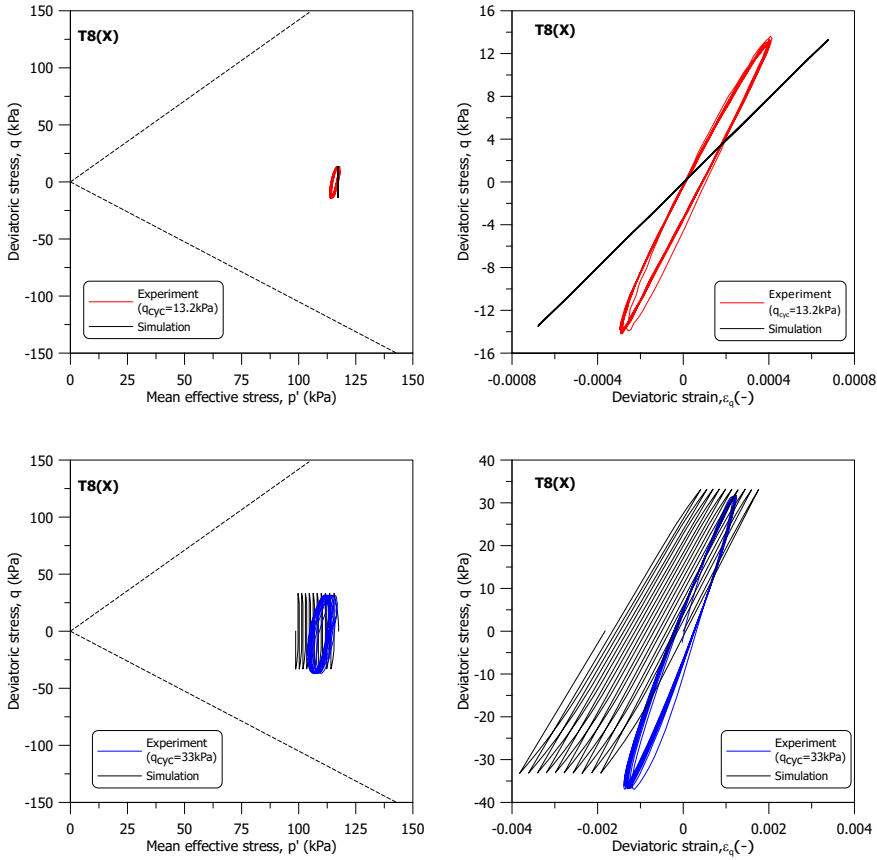 T8(X)
150
100
50
0
-50
-100
-150
Deviatoric stress, q (kPa)
Experiment
(qcyc=13.2kPa)
Simulation
0 25 50 75 100 125 150
Mean effective stress, p' (kPa)
T8(X)
16
12
8
4
0
-4
-8
-12
-16
Deviatoric stress, q (kPa)
Experiment
(qcyc=13.2kPa)
Simulation
-0.0008 -0.0004 0 0.0004 0.0008
Deviatoric strain,εq(-)
T8(X)
150
100
50
0
-50
-100
-150
Deviatoric stress, q (kPa)
Experiment
(qcyc=33kPa)
Simulation
0 25 50 75 100 125 150
Mean effective stress, p' (kPa)
T8(X)
40
30
20
10
0
-10
-20
-30
-40
Deviatoric stress, q (kPa)
Experiment
(qcyc=33kPa)
Simulation
-0.004 -0.002 0 0.002 0.004
Deviatoric strain,εq(-)